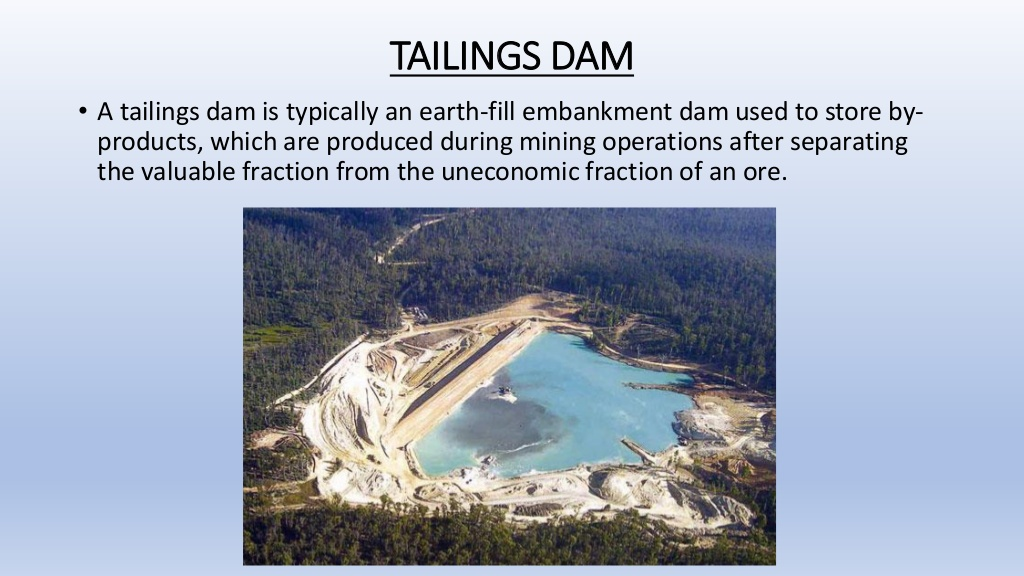 TAILINGS DAM
• A tailings dam is typically an earth-fill embankment dam used to store by-
products, which are produced during mining operations after separating
the valuable fraction from the uneconomic fraction of an ore.